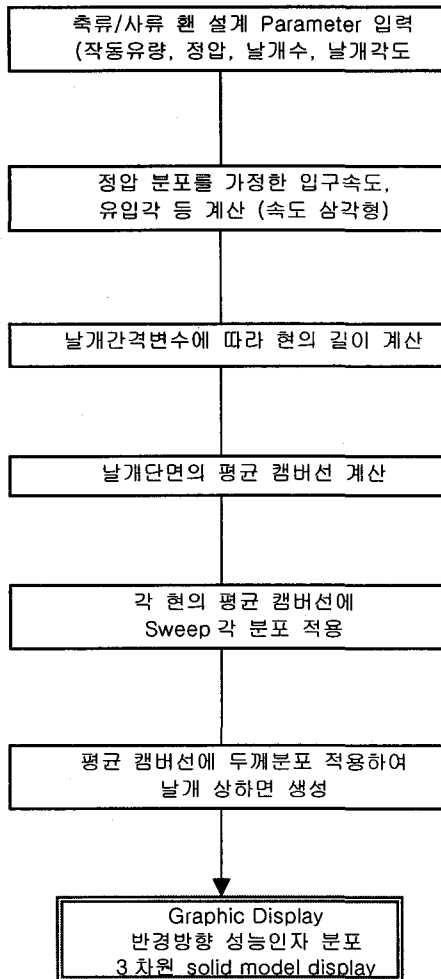 축류/사류 홴 설계 Parameter 입력
(작동유량, 정압, 날개수, 날개각도
정압 분포를 가정한 입구속도,
유입각 등 계산 (속도 삼각형)
날개간격변수에 따라 현의 길이 계산
날개단면의 평균 캠버선 계산
각 현의 평균 캠버선에
Sweep 각 분포 적용
평균 캠버선에 두께분포 적용하여
날개 상하면 생성
Graphic Display
반경방향 성능인자 분포
3 차원 solid model display